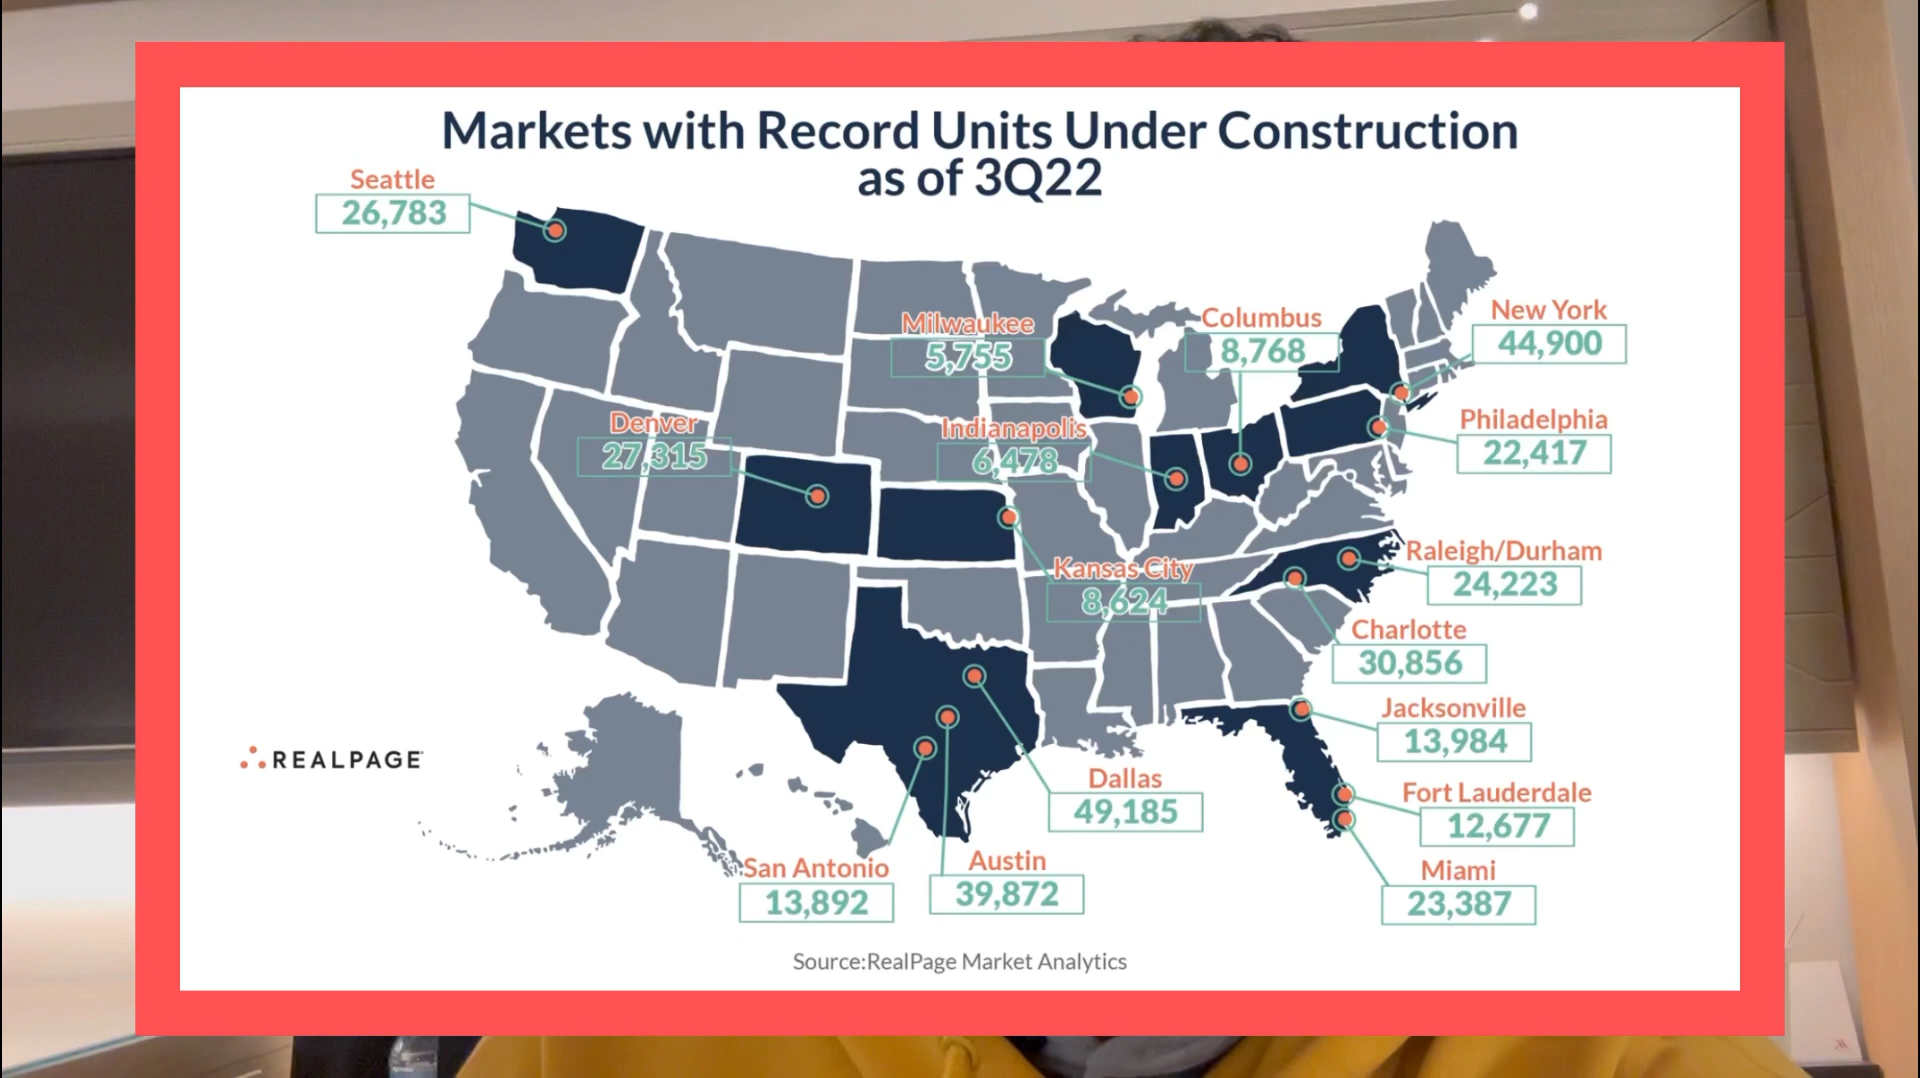 Markets with Record Units Under Construction
as of 3Q22
Seattle
26,783
Milwaukee
5,755
Columbus
8,768
New York
44,900
Denver
27,315
Indianapolis
6,478
Philadelphia
22,417
Kansas City
8,624
Raleigh/Durham
24,223
Charlotte
30,856
Jacksonville
13,984
REALPAGE
Dallas
49,185
Fort Lauderdale
12,677
San Antonio
13,892
Austin
39,872
Miami
23,387
Source:RealPage Market Analytics